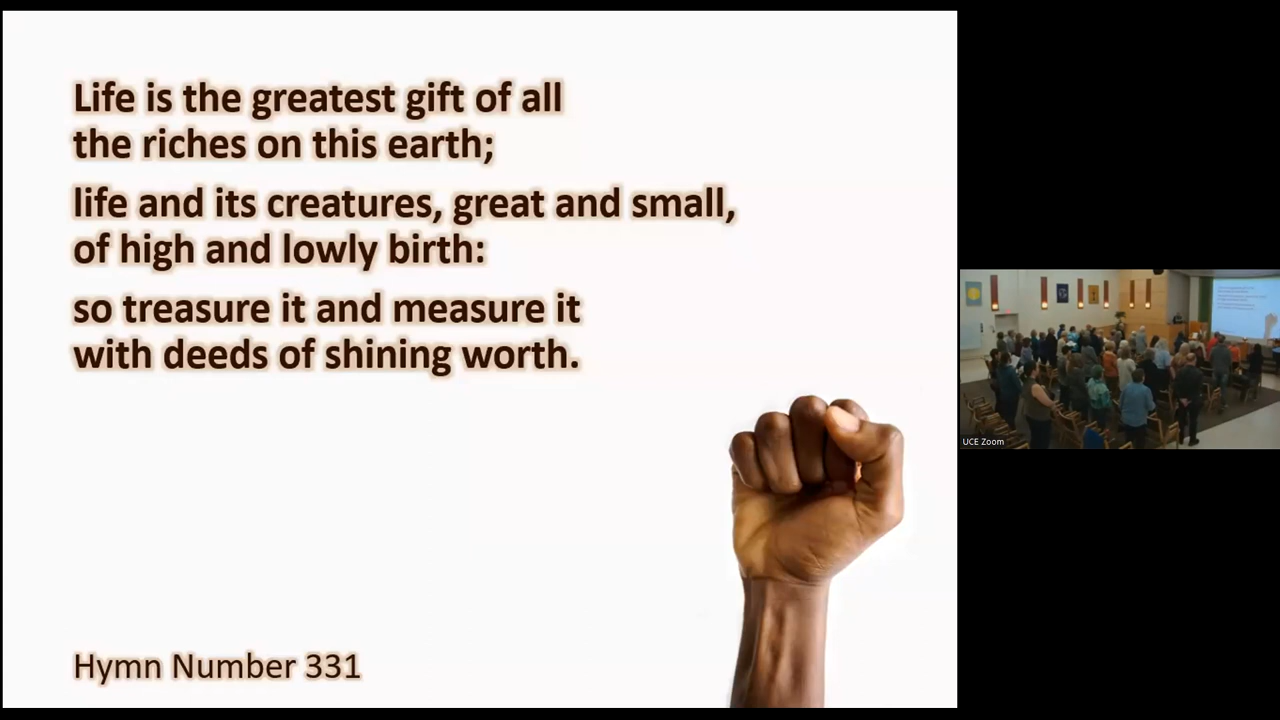 Life is the greatest gift of all
the riches on this earth;
life and its creatures, great and small,
of high and lowly birth:
so treasure it and measure it
with deeds of shining worth.
Hymn Number 331
UCE Zoom